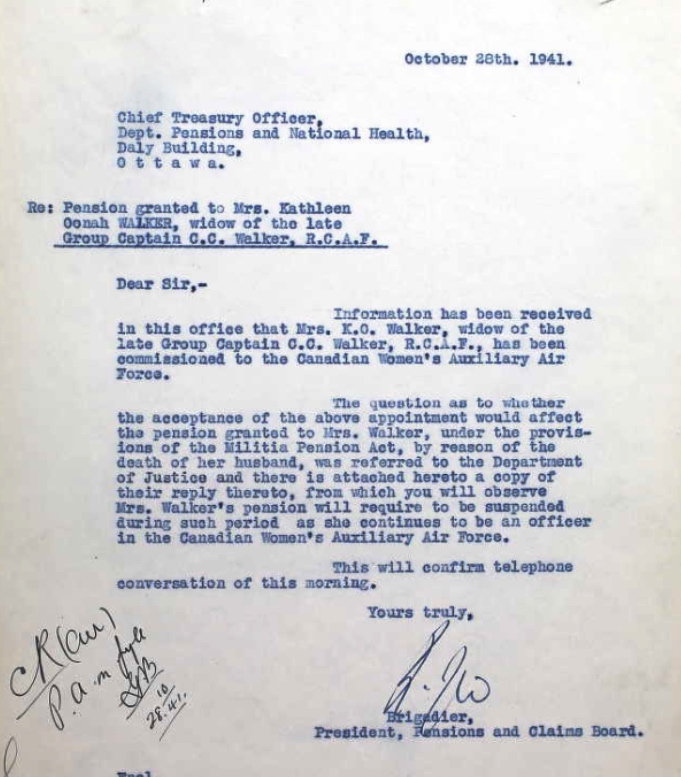 October 28th. 1941.
Chief Treasury Officer,
Dept. Pensions and National Health,
Daly Building,
O t t a w a.
Re: Pension granted to Mrs. Kathleen
Oonah WALKER, widow of the late
Group Captain C.C. Walker, R.C.A.F.
Dear Sir,-
Information has been received
in this office that Mrs. K.O. Walker, widow of the
late Group Captain C.C. Walker, R.C.A.F., has been
commissioned to the Canadian Women's Auxiliary Air
Force.
The question as to whether
the acceptance of the above appointment would affect
the pension granted to Mrs. Walker, under the provis-
ions of the Militia Pension Act, by reason of the
death of her husband, was referred to the Department
of Justice and there is attached hereto a copy of
their reply thereto, from which you will observe
Mrs. Walker's pension will require to be suspended
during such period as she continues to be an officer
in the Canadian Women's Auxiliary Air Force.
This will confirm telephone
conversation of this morning.
Yours truly,
Brigadier,
President, Pensions and Claims Board.
P.a.m
10
28.41.
Encl